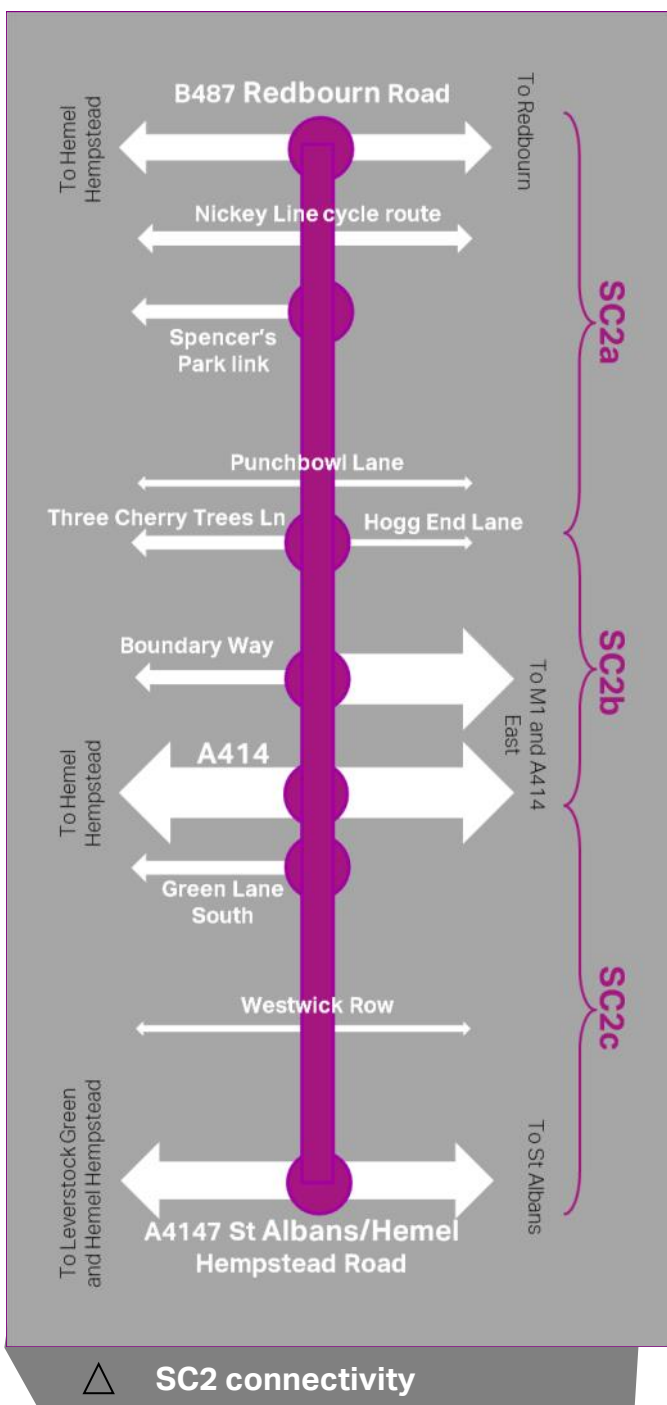 B487 Redbourn Road
To Hemel
Hempstead
To Redbourn
Nickey Line cycle route
Spencer's
Park link
SC2a
Punchbowl Lane
Three Cherry Trees Ln
Hogg End Lane
Boundary Way
SC2b
To M1 and A414
East
A414
To Hemel
Hempstead
Green Lane
South
SC2c
Westwick Row
To Leverstock Green
and Hemel Hempstead
To St Albans
A4147 St Albans/Hemel
Hempstead Road
SC2 connectivity